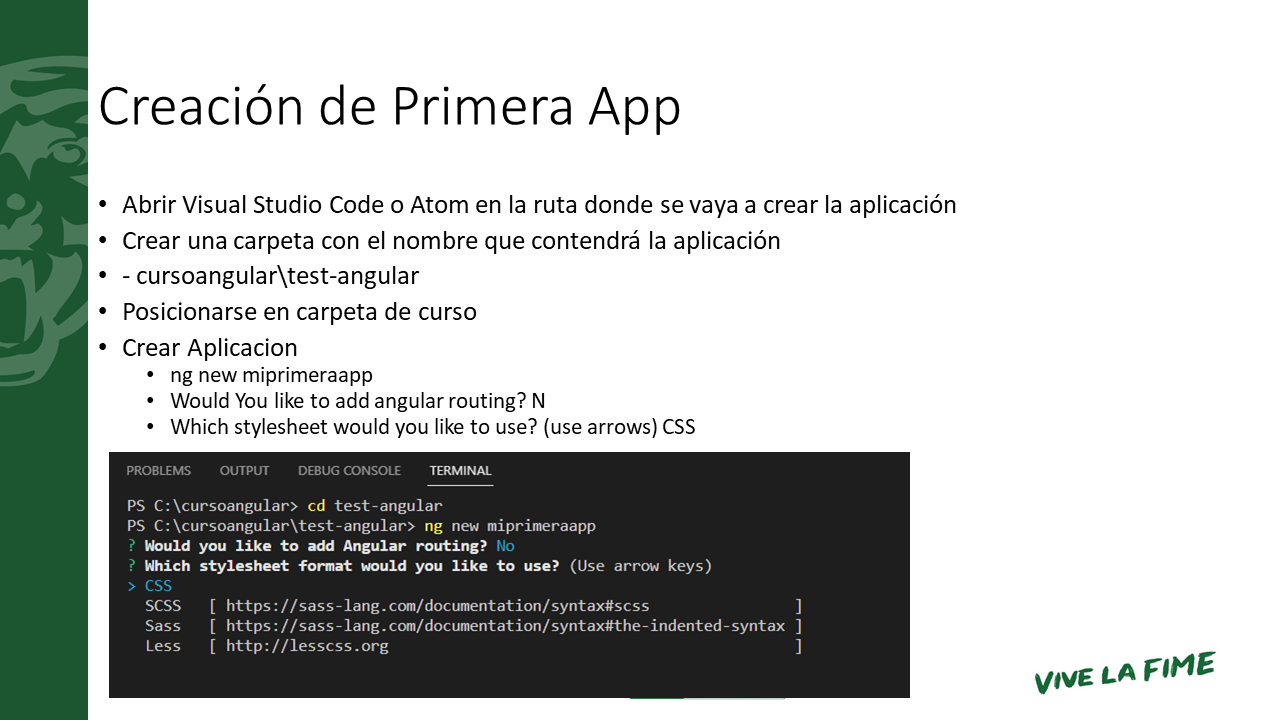 Creación de Primera App
• Abrir Visual Studio Code o Atom en la ruta donde se vaya a crear la aplicación
• Crear una carpeta con el nombre que contendrá la aplicación
• - cursoangular\test-angular
• Posicionarse en carpeta de curso
• Crear Aplicacion
• ng new miprimeraapp
• Would You like to add angular routing? N
• Which stylesheet would you like to use? (use arrows) CSS
PROBLEMS OUTPUT DEBUG CONSOLE TERMINAL
PS C:\cursoangular> cd test-angular
PS C:\cursoangular\test-angular> ng new miprimeraapp
? Would you like to add Angular routing? No
? Which stylesheet format would you like to use? (Use arrow keys)
> CSS
SCSS [ https://sass-lang.com/documentation/syntax#scss ]
Sass [ https://sass-lang.com/documentation/syntax#the-indented-syntax ]
Less [ http://lesscss.org ]
VIVE LA FIME